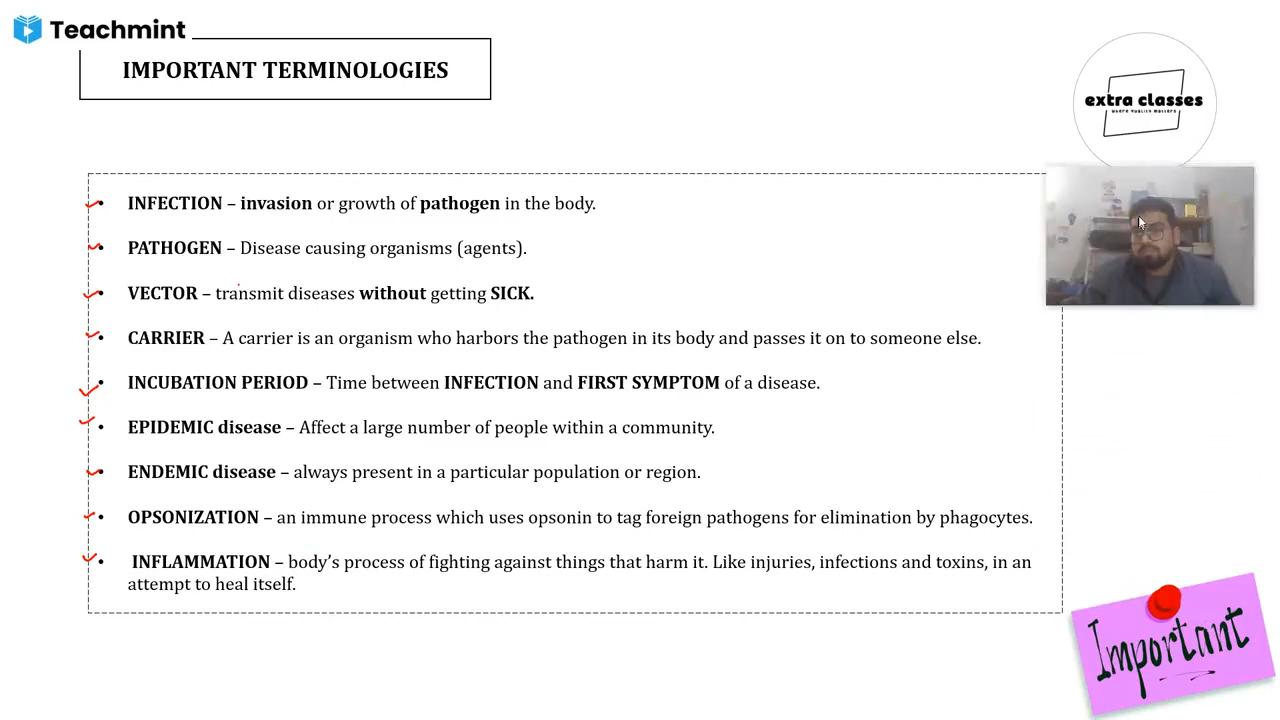 Teachmint
IMPORTANT TERMINOLOGIES
extra classes
where quality matters
• INFECTION – invasion or growth of pathogen in the body.
• PATHOGEN – Disease causing organisms (agents).
• VECTOR – transmit diseases without getting SICK.
• CARRIER – A carrier is an organism who harbors the pathogen in its body and passes it on to someone else.
• INCUBATION PERIOD – Time between INFECTION and FIRST SYMPTOM of a disease.
• EPIDEMIC disease – Affect a large number of people within a community.
• ENDEMIC disease – always present in a particular population or region.
• OPSONIZATION – an immune process which uses opsonin to tag foreign pathogens for elimination by phagocytes.
• INFLAMMATION – body’s process of fighting against things that harm it. Like injuries, infections and toxins, in an
attempt to heal itself.
Important